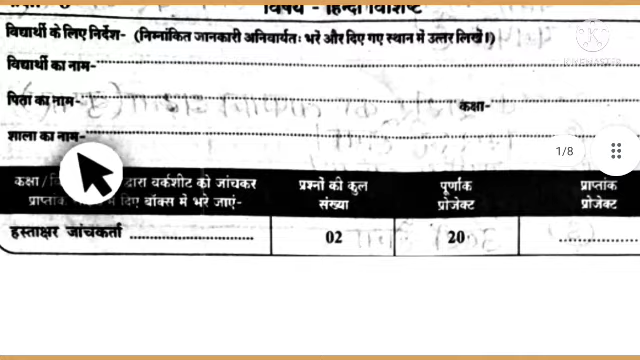 विषय - हिन्दी विशिष्ट
विद्यार्थी के लिए निर्देश- (निम्नांकित जानकारी अनिवार्यतः भरें और दिए गए स्थान में उत्तर लिखें।)
विद्यार्थी का नाम-
पिता का नाम- कक्षा-
शाला का नाम-
1/8
KINEMASTER
कक्षा/ द्वारा वर्कशीट को जांचकर प्रश्नों की कुल पूर्णांक प्राप्तांक
प्राप्तांक दिए बॉक्स में भरे जाएं- संख्या प्रोजेक्ट प्रोजेक्ट
हस्ताक्षर जांचकर्ता .......................... 02 20 ................